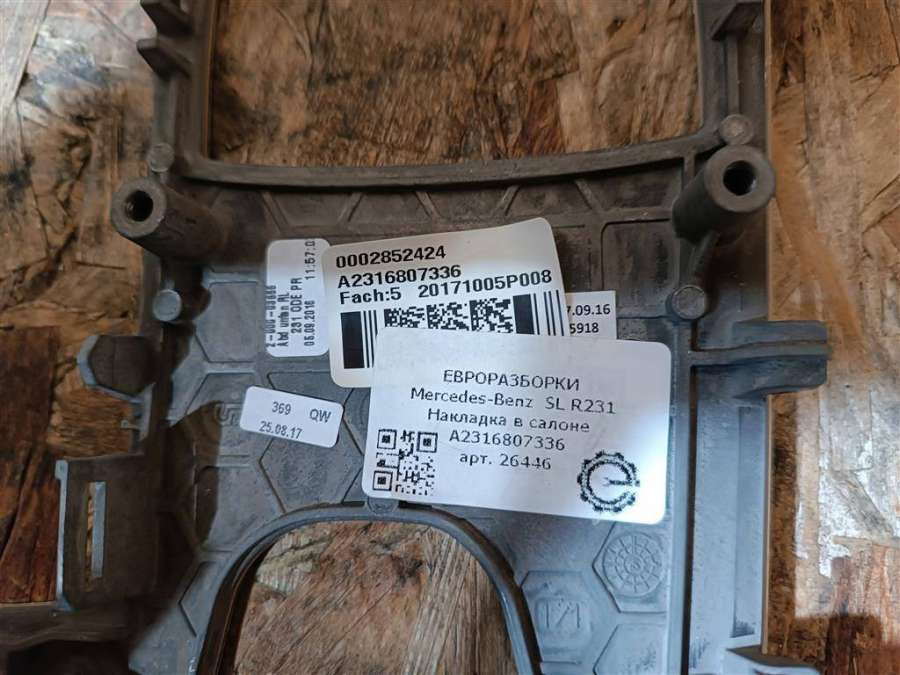 0002852424
A2316807336
Fach:5 20171005P008
231 ODE PR
05.09.2016
11:57:0
7.09.16
5918
369 QW
25.08.17
ЕВРОРАЗБОРКИ
Mercedes-Benz SL R231
Накладка в салоне
A2316807336
арт. 26446